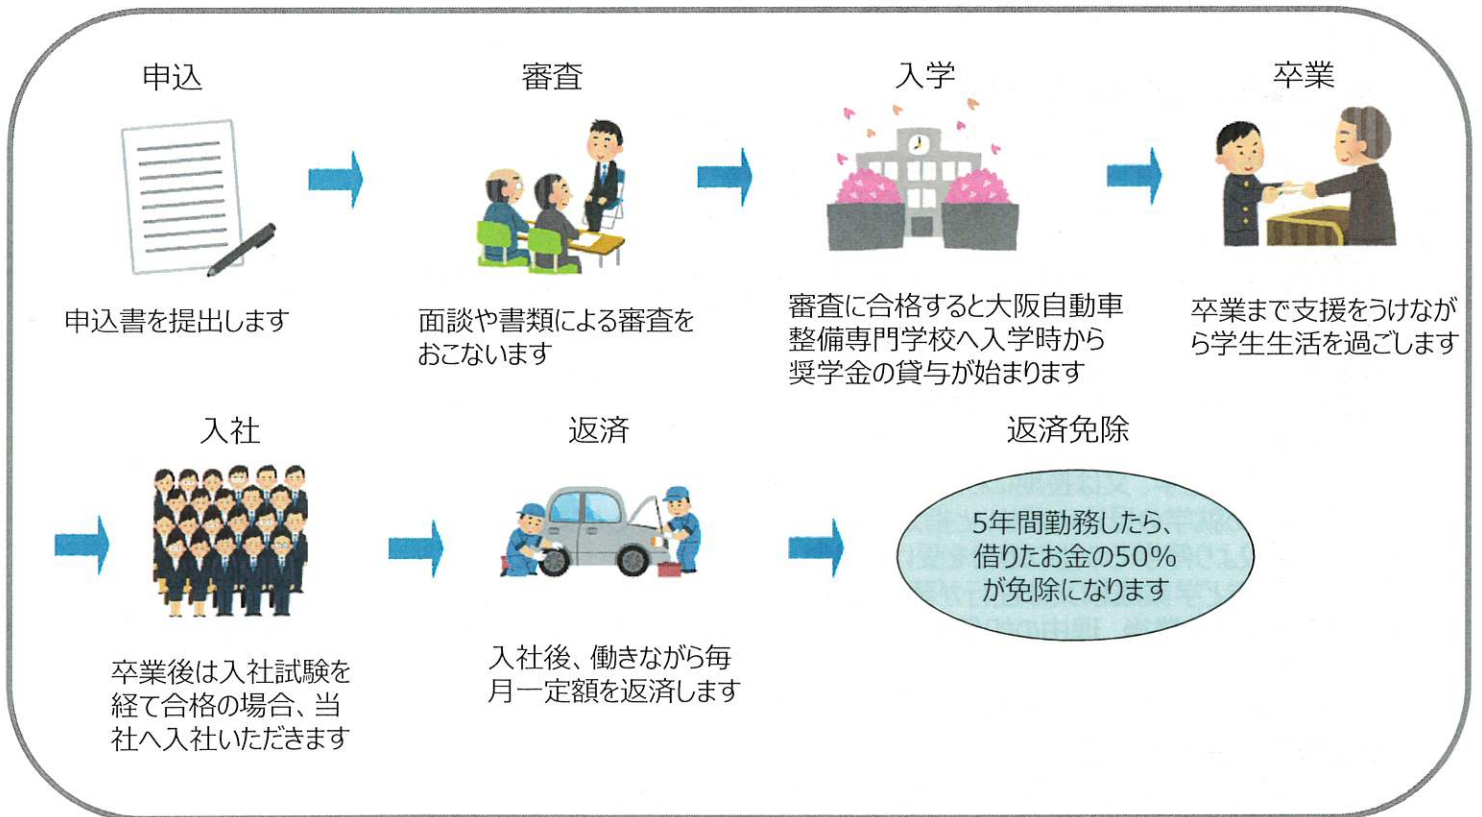 申込
審査
入学
卒業
申込書を提出します
面談や書類による審査を
おこないます
審査に合格すると大阪自動車
整備専門学校へ入学時から
奨学金の貸与が始まります
卒業まで支援をうけなが
ら学生生活を過ごします
入社
返済
返済免除
5年間勤務したら、
借りたお金の50%
が免除になります
卒業後は入社試験を
経て合格の場合、当
社へ入社いただきます
入社後、働きながら毎
月一定額を返済します